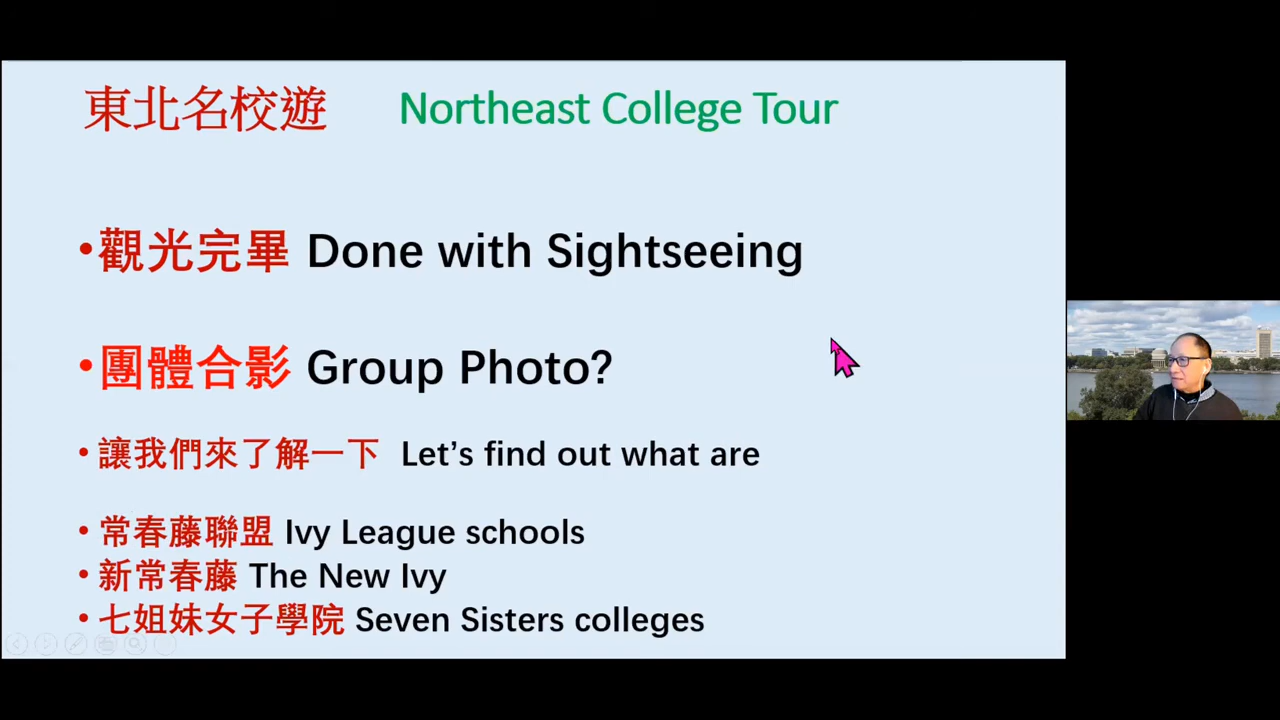 東北名校遊 Northeast College Tour
•觀光完畢 Done with Sightseeing
•團體合影 Group Photo?
•讓我們來了解一下 Let’s find out what are
•常春藤聯盟 Ivy League schools
•新常春藤 The New Ivy
•七姐妹女子學院 Seven Sisters colleges